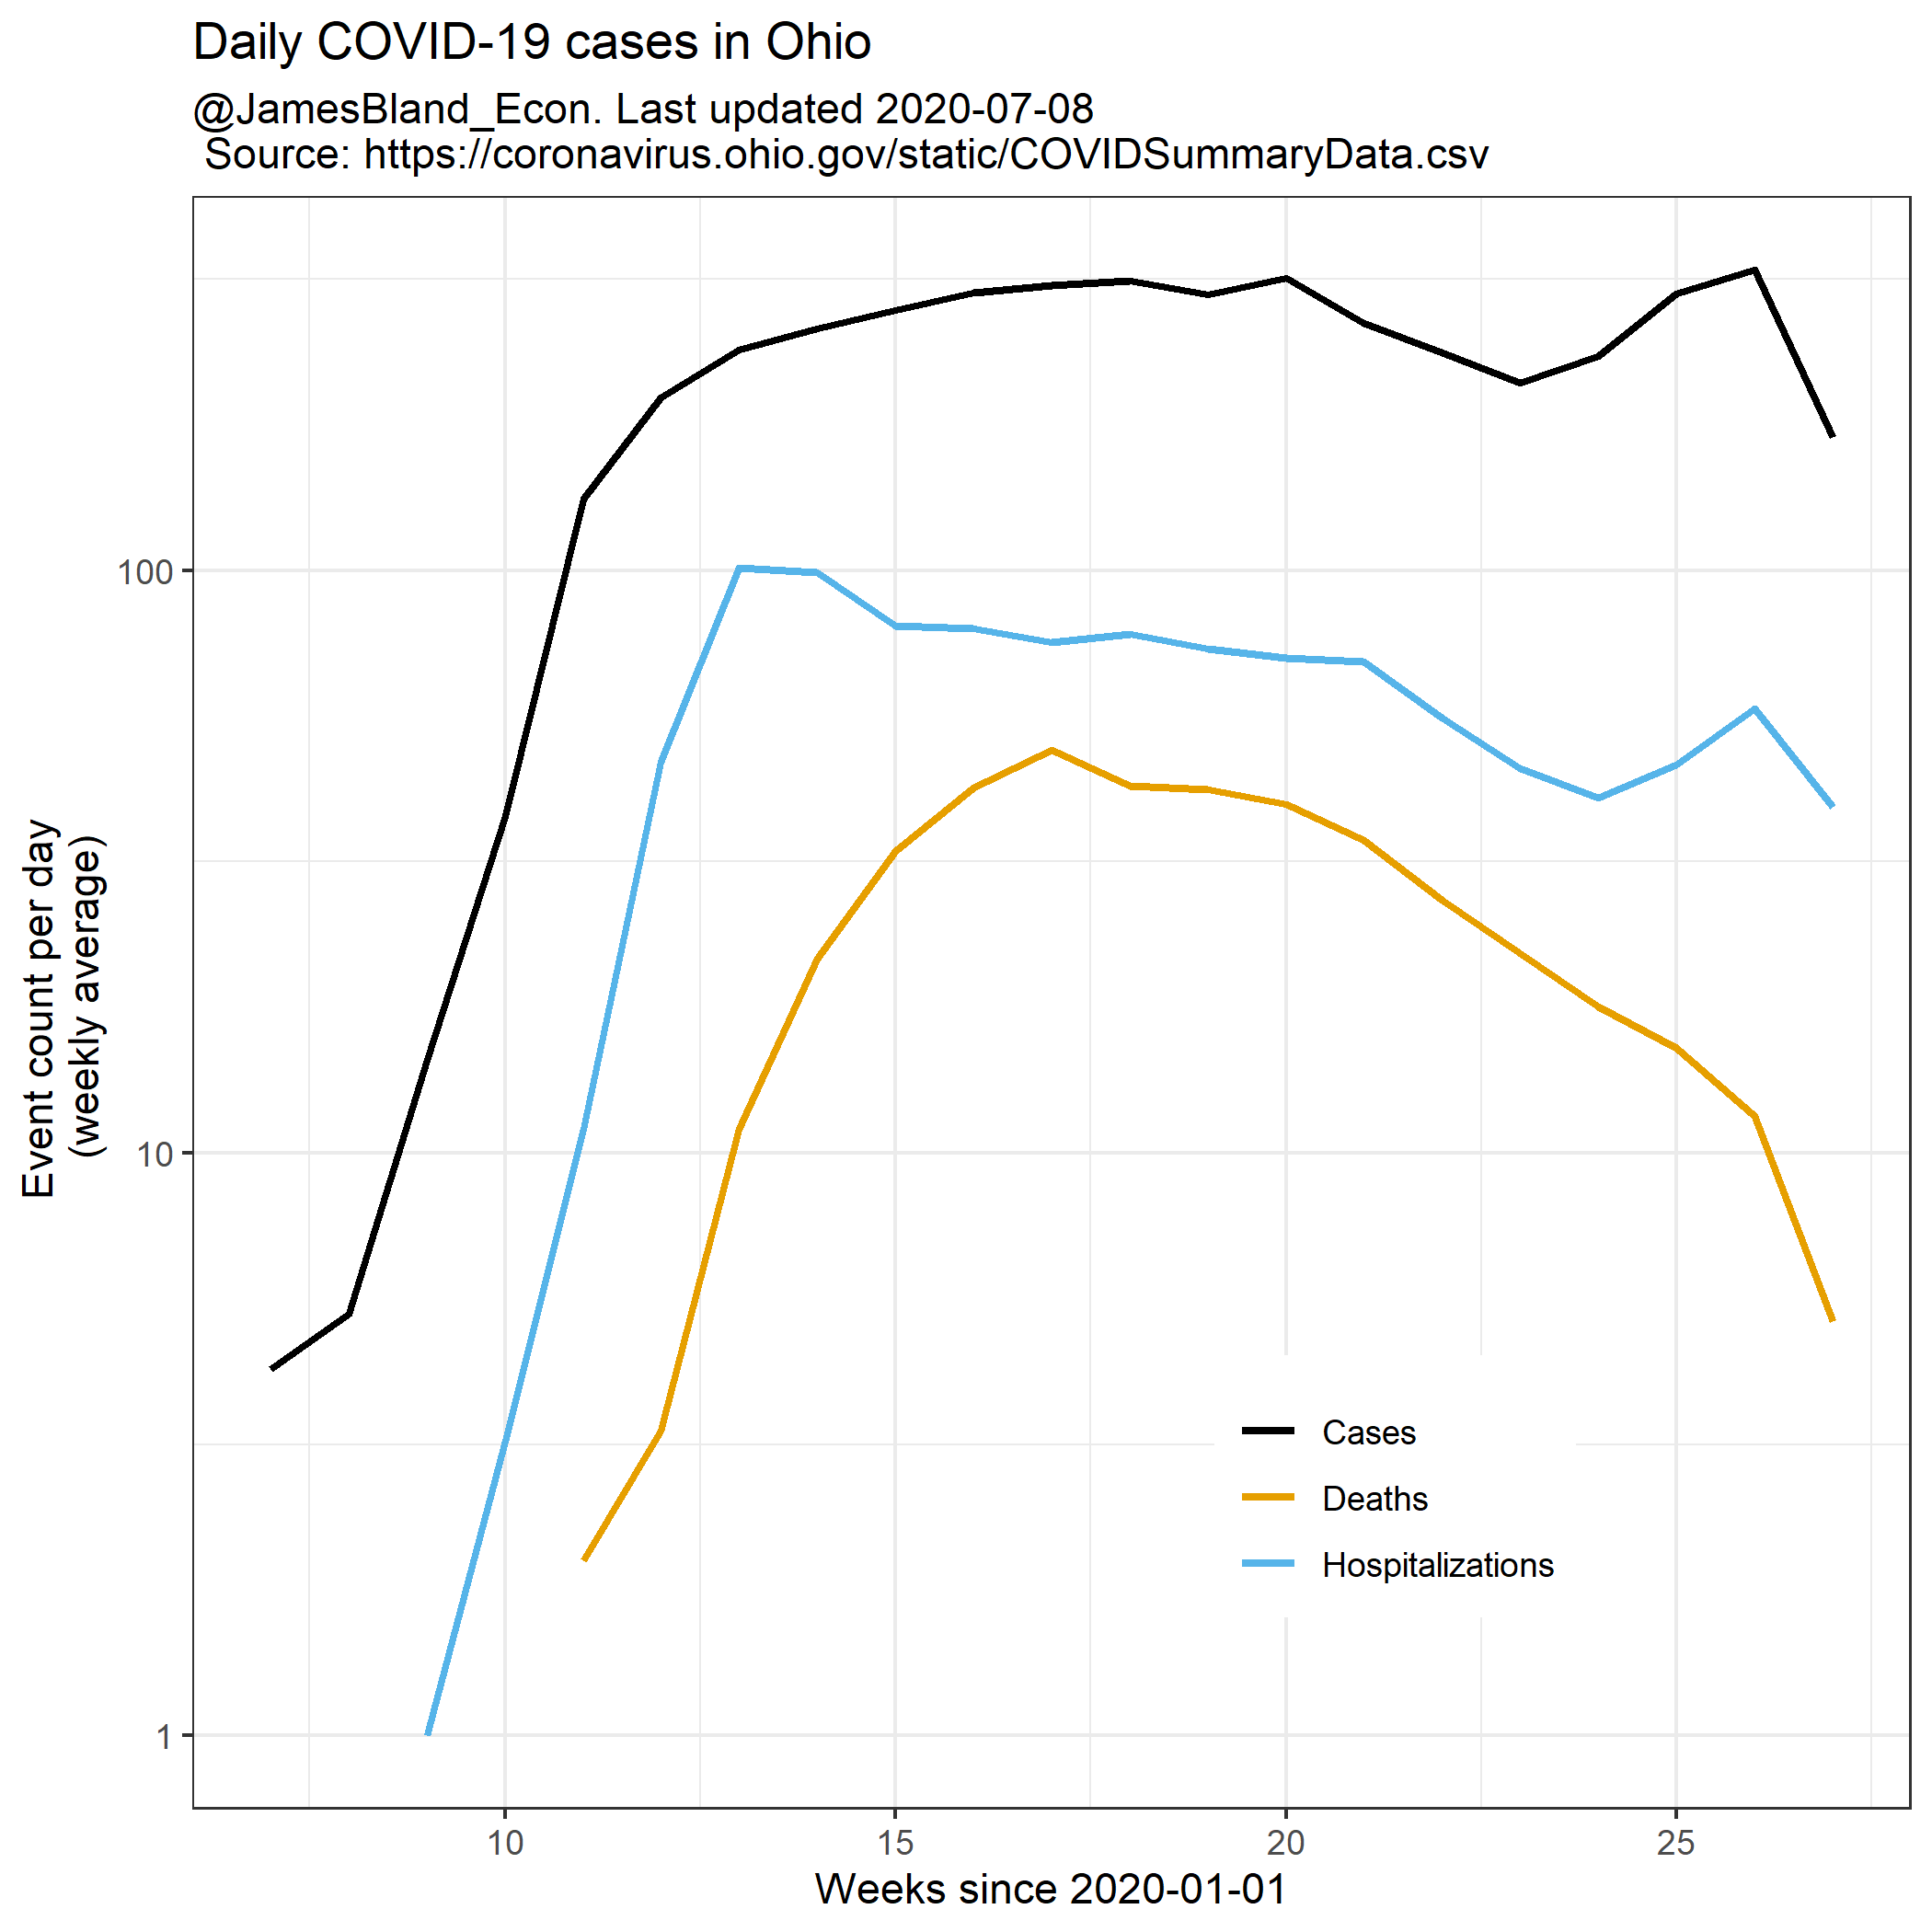 Daily COVID-19 cases in Ohio
@JamesBland_Econ. Last updated 2020-07-08
Source: https://coronavirus.ohio.gov/static/COVIDSummaryData.csv
Event count per day
(weekly average)
100
10
1
Cases
Deaths
Hospitalizations
10
15
20
25
Weeks since 2020-01-01